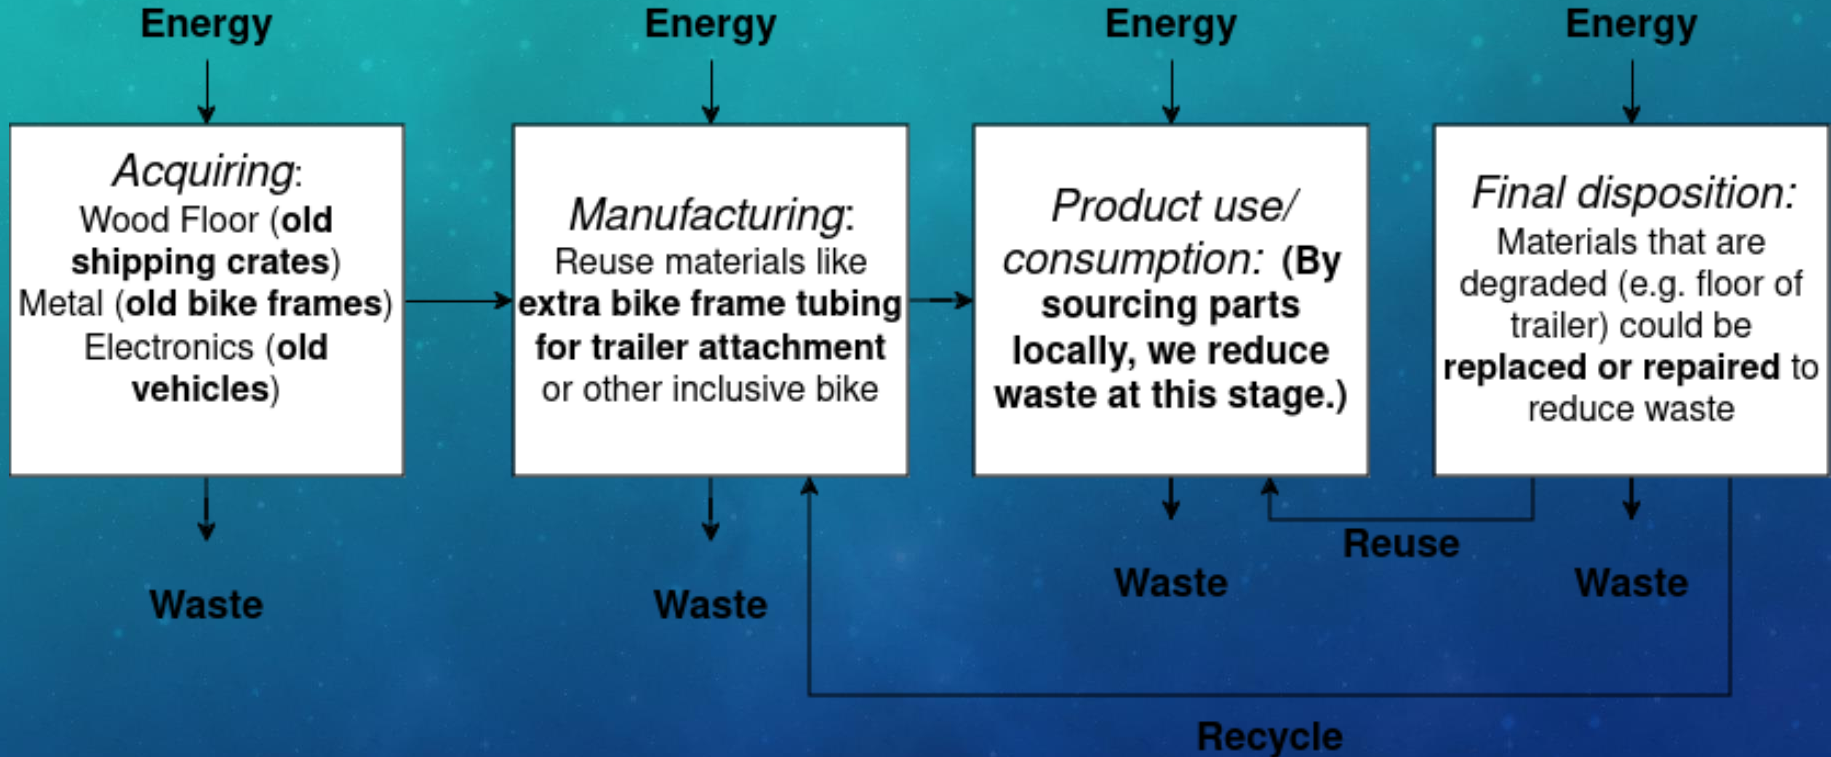 Energy
Energy
Energy
Energy
Acquiring:
Wood Floor (old
shipping crates)
Metal (old bike frames)
Electronics (old
vehicles)
Manufacturing:
Reuse materials like
extra bike frame tubing
for trailer attachment
or other inclusive bike
Product use/
consumption: (By
sourcing parts
locally, we reduce
waste at this stage.)
Final disposition:
Materials that are
degraded (e.g. floor of
trailer) could be
replaced or repaired to
reduce waste
Waste
Waste
Waste
Reuse
Waste
Recycle